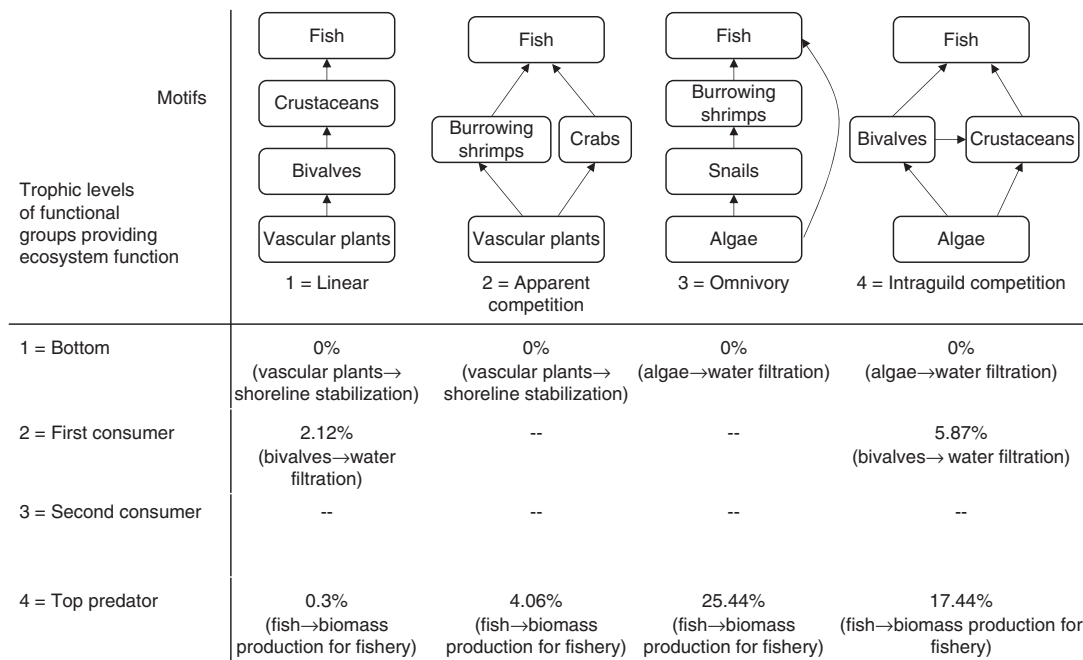 Motifs
Trophic levels
of functional
groups providing
ecosystem function
Fish
Crustaceans
Bivalves
Vascular plants
1 = Linear
Fish
Burrowing
shrimps
Crabs
Vascular plants
2 = Apparent
competition
Fish
Burrowing
shrimps
Snails
Algae
3 = Omnivory
Fish
Bivalves
Crustaceans
Algae
4 = Intraguild competition
1 = Bottom
0%
(vascular plants→
shoreline stabilization)
0%
(vascular plants→
shoreline stabilization)
0%
(algae→water filtration)
0%
(algae→water filtration)
2 = First consumer
2.12%
(bivalves→water
filtration)
--
--
5.87%
(bivalves→ water filtration)
3 = Second consumer
--
--
--
--
4 = Top predator
0.3%
(fish→biomass
production for fishery)
4.06%
(fish→biomass
production for fishery)
25.44%
(fish→biomass
production for fishery)
17.44%
(fish→biomass production for
fishery)